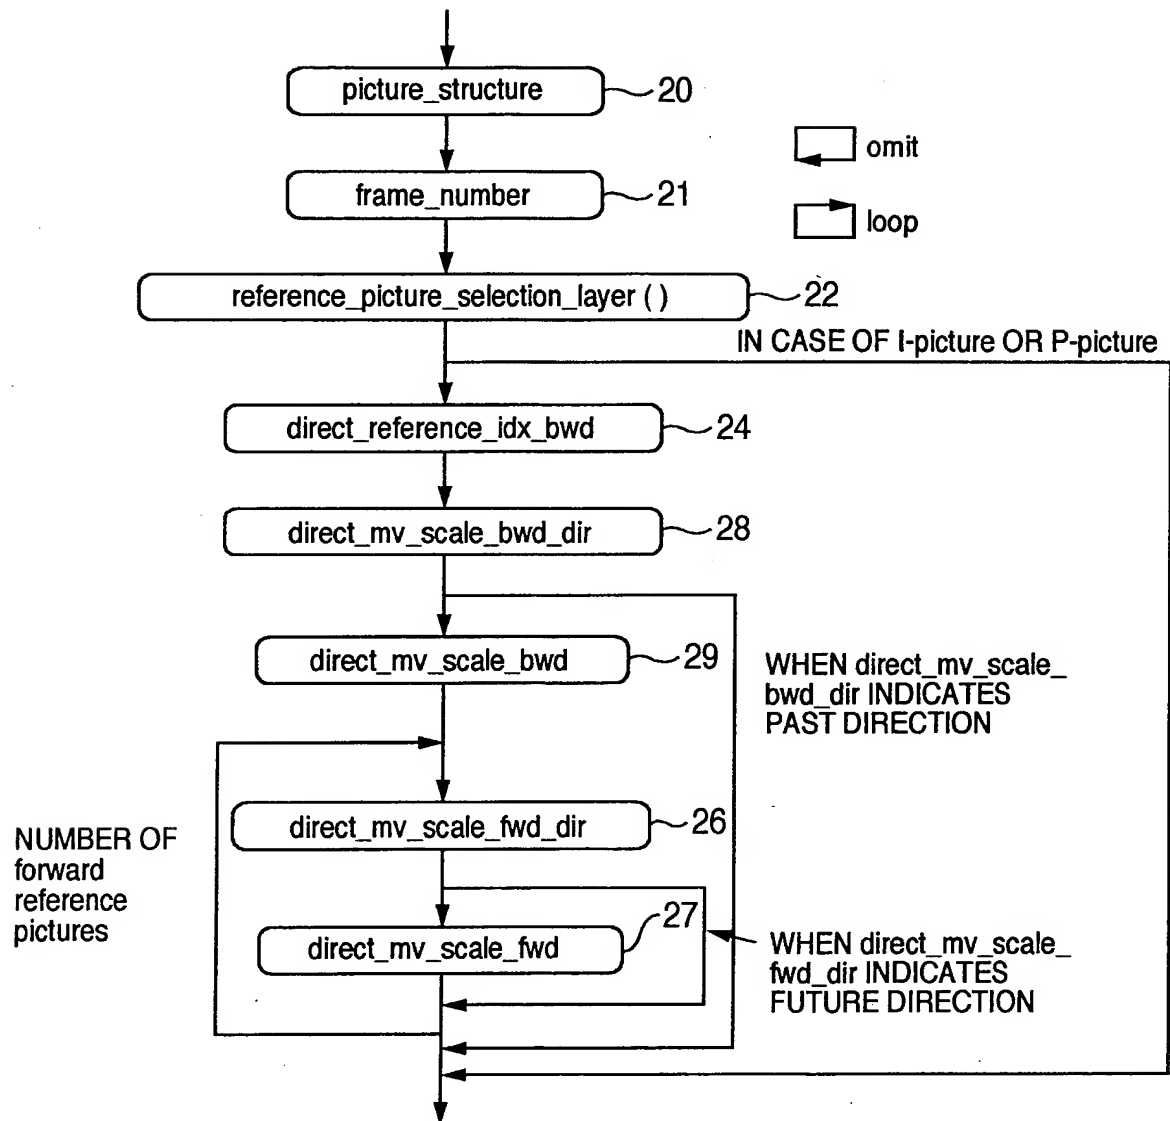 picture_structure
20
omit
frame_number
21
loop
reference_picture_selection_layer ( )
22
IN CASE OF I-picture OR P-picture
direct_reference_idx_bwd
24
direct_mv_scale_bwd_dir
28
direct_mv_scale_bwd
29
WHEN direct_mv_scale_
bwd_dir INDICATES
PAST DIRECTION
direct_mv_scale_fwd_dir
26
NUMBER OF
forward
reference
pictures
direct_mv_scale_fwd
27
WHEN direct_mv_scale_
fwd_dir INDICATES
FUTURE DIRECTION